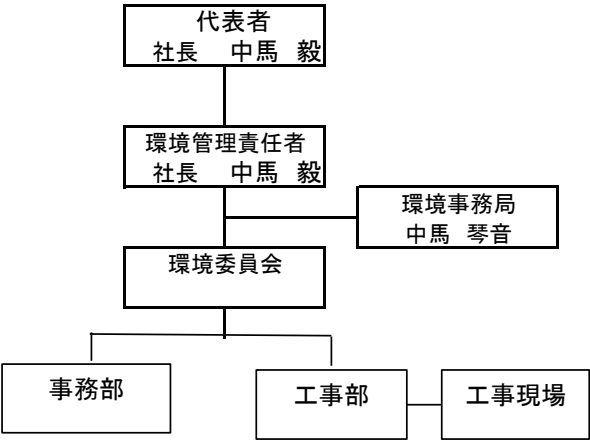 代表者
社長　中馬　毅
環境管理責任者
社長　中馬　毅
環境事務局
中馬　琴音
環境委員会
事務部
工事部
工事現場